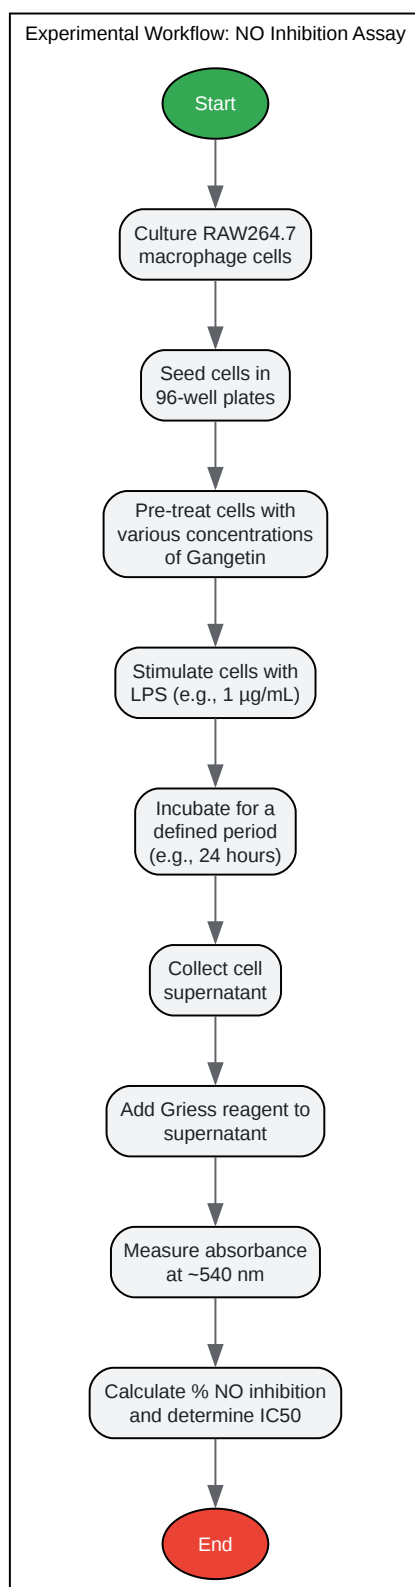 Experimental Workflow: NO Inhibition Assay
Start
Culture RAW264.7
macrophage cells
Seed cells in
96-well plates
Pre-treat cells with
various concentrations
of Gangetin
Stimulate cells with
LPS (e.g., 1 µg/mL)
Incubate for a
defined period
(e.g., 24 hours)
Collect cell
supernatant
Add Griess reagent to
supernatant
Measure absorbance
at ~540 nm
Calculate % NO inhibition
and determine IC50
End